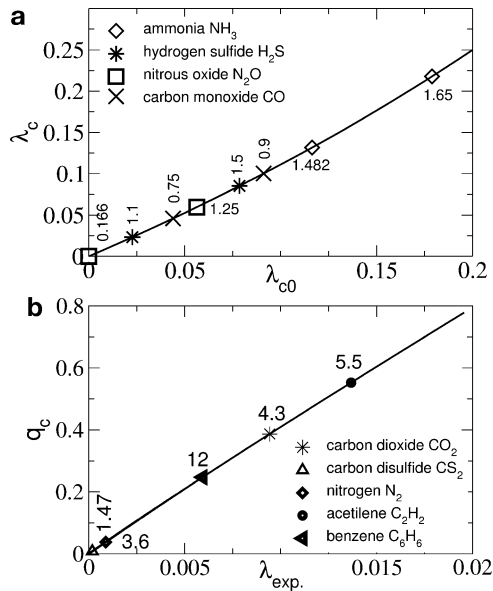 a
ammonia NH3
hydrogen sulfide H2S
nitrous oxide N2O
carbon monoxide CO
0.25
0.2
0.15
0.1
0.05
0
λc
0.166
1.1
0.75
1.25
1.5
0.9
1.482
1.65
0 0.05 0.1 0.15 0.2
λc0
b
0.8
0.6
0.4
0.2
0
qc
1.47
3.6
12
4.3
5.5
carbon dioxide CO2
carbon disulfide CS2
nitrogen N2
acetilene C2H2
benzene C6H6
0 0.005 0.01 0.015 0.02
λexp.